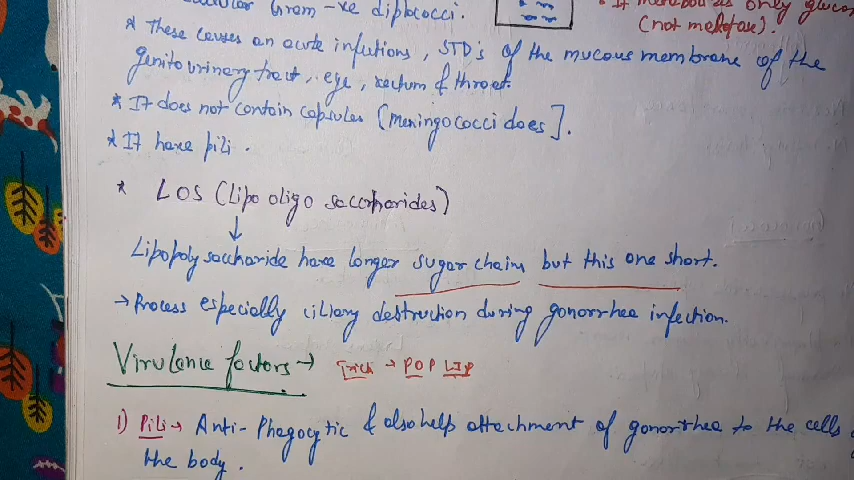 Gram -ve diplococci.
only
(not maltose).
* These causes an acute infections, STD's of the mucous membrane of the
genitourinary tract, eye, rectum & throat.
* It does not contain capsules [Meningococci does].
* It have pili.
* LOS (Lipo oligo saccharides)
↓
Lipopolysaccharide have longer sugar chain but this one short.
→ Process especially ciliary destruction during gonorrhea infection.
Virulence factors → Trick → POP LIP
1) Pili → Anti-Phagocytic & also help attachment of gonorrhea to the cells
the body.